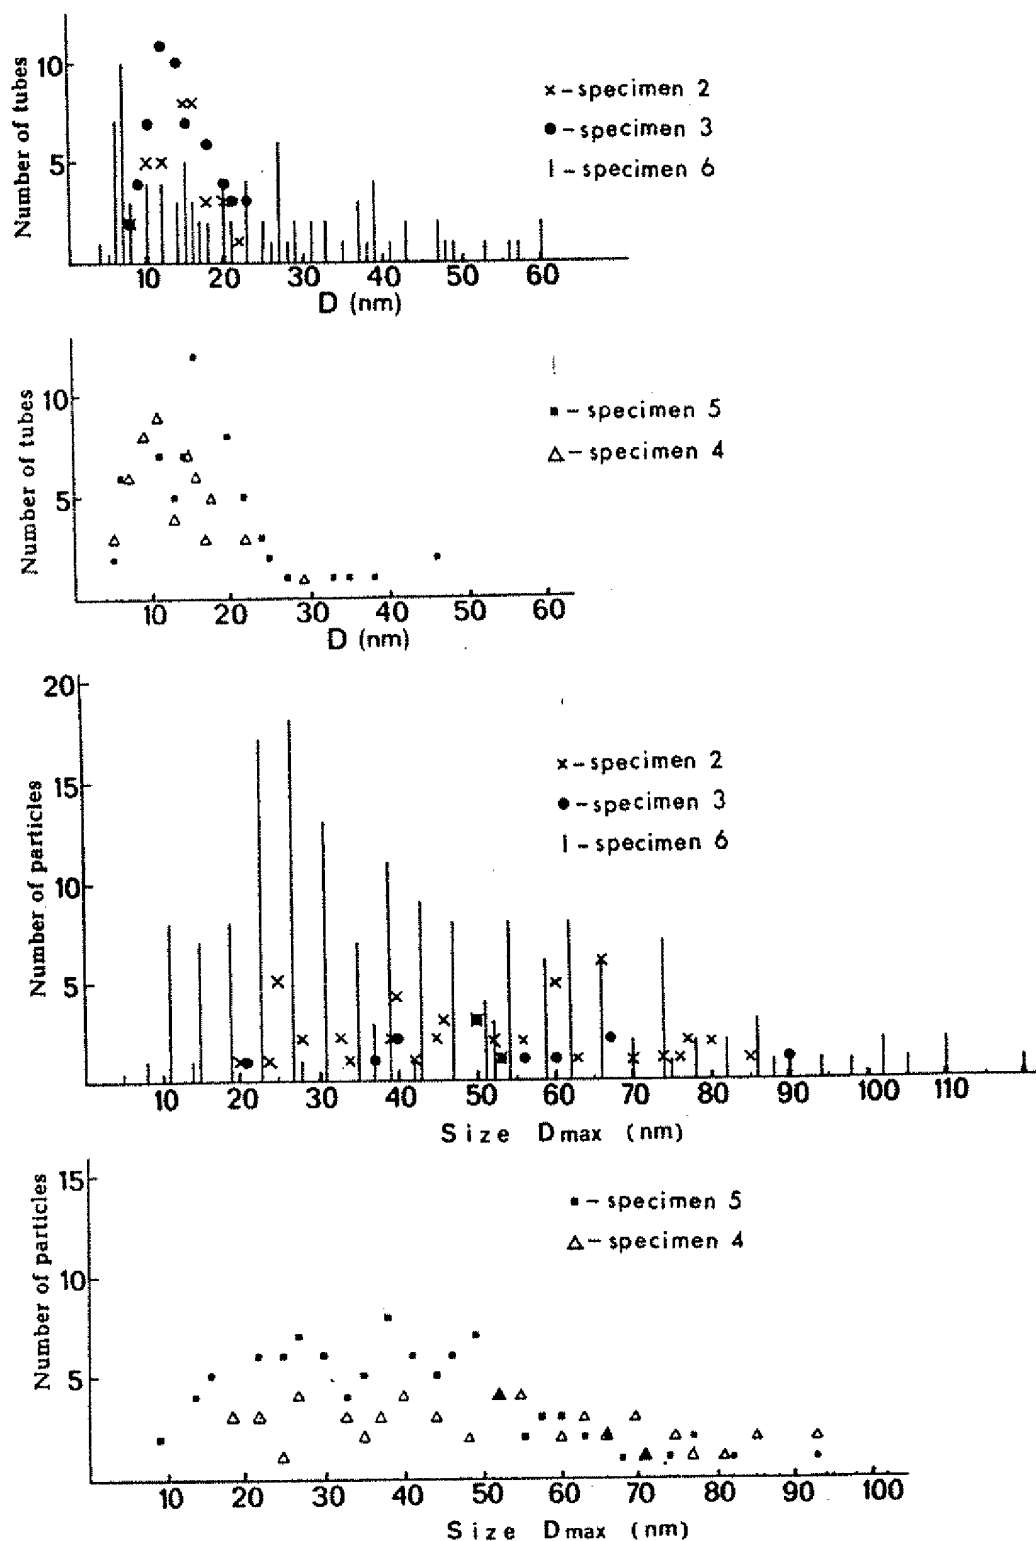 Number of tubes
10
5
×-specimen 2
●-specimen 3
I-specimen 6
10 20 30 40 50 60
D (nm)
Number of tubes
10
5
■-specimen 5
△-specimen 4
10 20 30 40 50 60
D (nm)
Number of particles
20
15
10
5
×-specimen 2
●-specimen 3
I-specimen 6
10 20 30 40 50 60 70 80 90 100 110
Size Dmax (nm)
Number of particles
15
10
5
■-specimen 5
△-specimen 4
10 20 30 40 50 60 70 80 90 100
Size Dmax (nm)